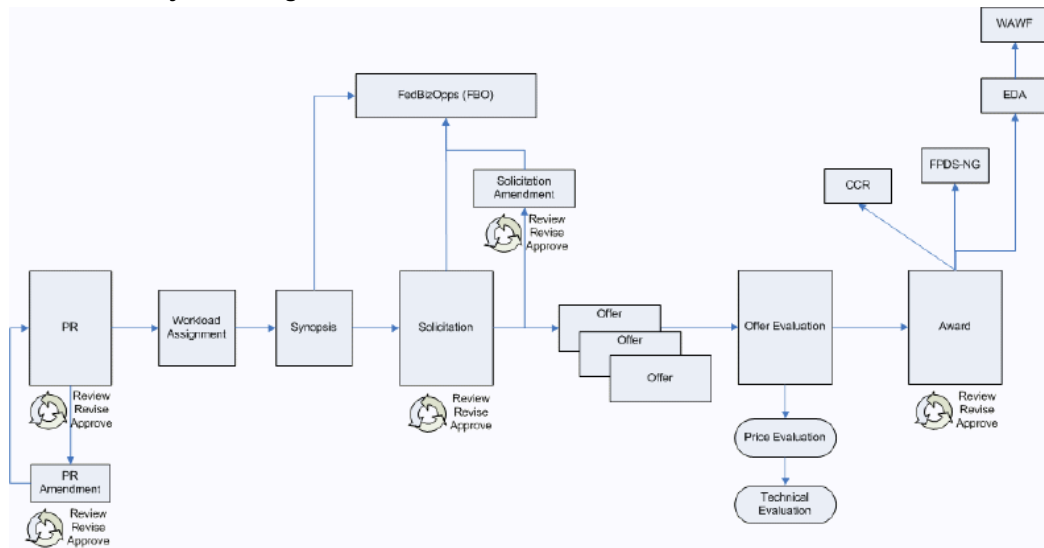 WAWF
FedBizOpps (FBO)
EDA
FPDS-NG
CCR
Solicitation
Amendment
Review
Revise
Approve
PR
Workload
Assignment
Synopsis
Solicitation
Offer
Offer
Offer
Offer Evaluation
Award
Review
Revise
Approve
Review
Revise
Approve
Review
Revise
Approve
Price Evaluation
PR
Amendment
Technical
Evaluation
Review
Revise
Approve